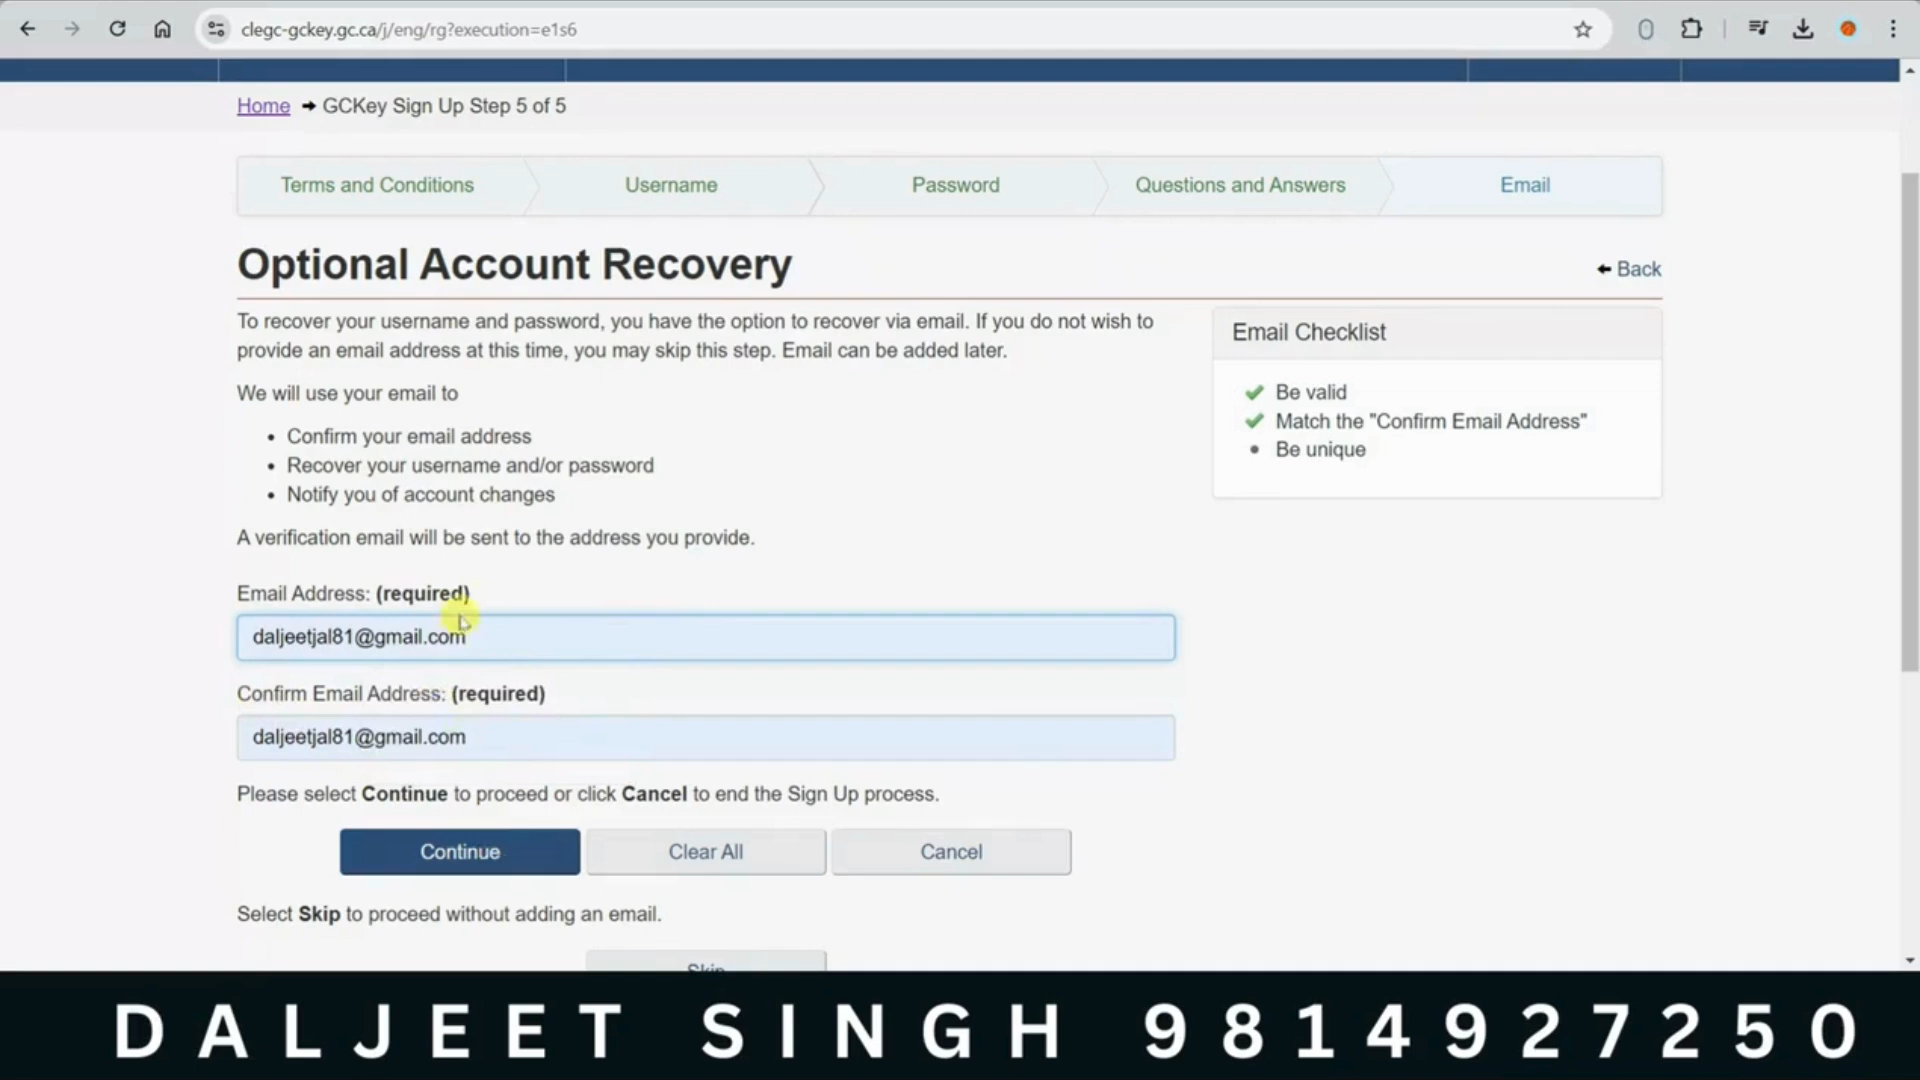 clegc-gckey.gc.ca/j/eng/rg?execution=e1s6
Home ➡ GCKey Sign Up Step 5 of 5
Terms and Conditions
Username
Password
Questions and Answers
Email
Optional Account Recovery
⬅ Back
To recover your username and password, you have the option to recover via email. If you do not wish to
provide an email address at this time, you may skip this step. Email can be added later.
We will use your email to
• Confirm your email address
• Recover your username and/or password
• Notify you of account changes
A verification email will be sent to the address you provide.
Email Checklist
✔ Be valid
✔ Match the "Confirm Email Address"
• Be unique
Email Address: (required)
daljeetjal81@gmail.com
Confirm Email Address: (required)
daljeetjal81@gmail.com
Please select Continue to proceed or click Cancel to end the Sign Up process.
Continue
Clear All
Cancel
Select Skip to proceed without adding an email.
Skip
DALJEET SINGH 9814927250